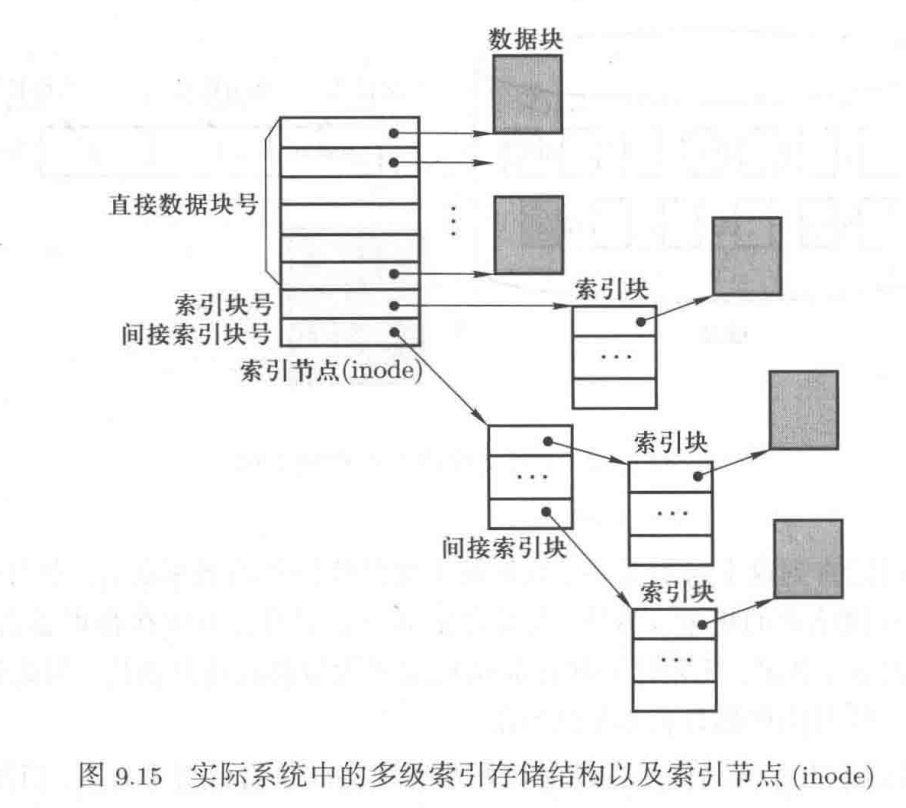 数据块
直接数据块号
索引块号
间接索引块号
索引节点(inode)
索引块
···
···
索引块
···
间接索引块
索引块
···
图 9.15 实际系统中的多级索引存储结构以及索引节点 (inode)